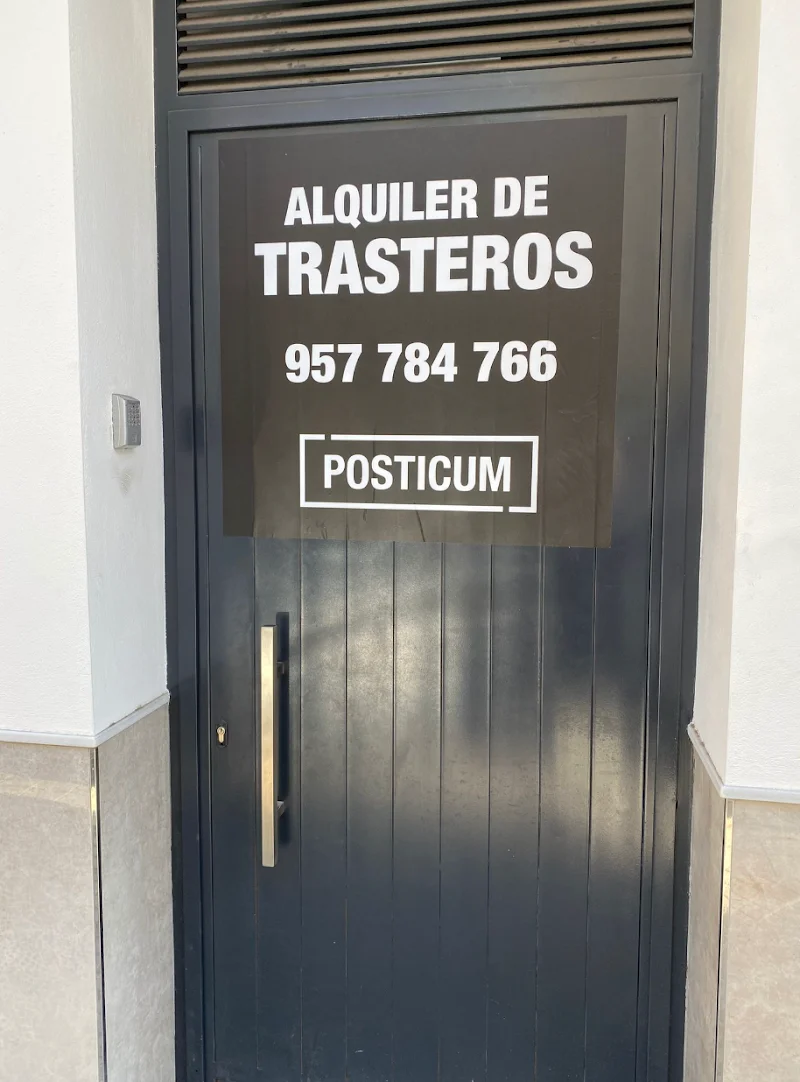 ALQUILER DE
TRASTEROS
957 784 766
POSTICUM